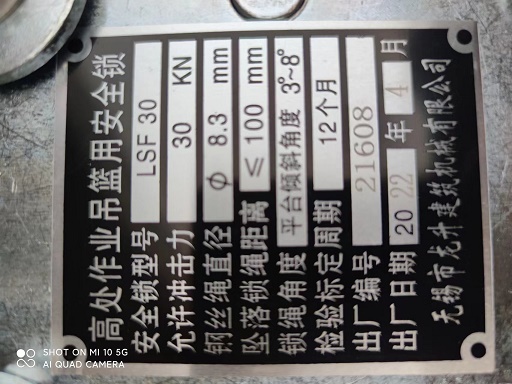 高处作业吊篮用安全锁
安全锁型号 LSF 30
允许冲击力 30 KN
钢丝绳直径 Φ 8.3 mm
坠落锁绳距离 ≤ 100 mm
锁绳角度 平台倾斜角度 3°~8°
检验标定周期 12个月
出厂编号 21608
出厂日期 2022 年 4 月
无锡市龙升建筑机械有限公司
SHOT ON MI 10 5G
AI QUAD CAMERA